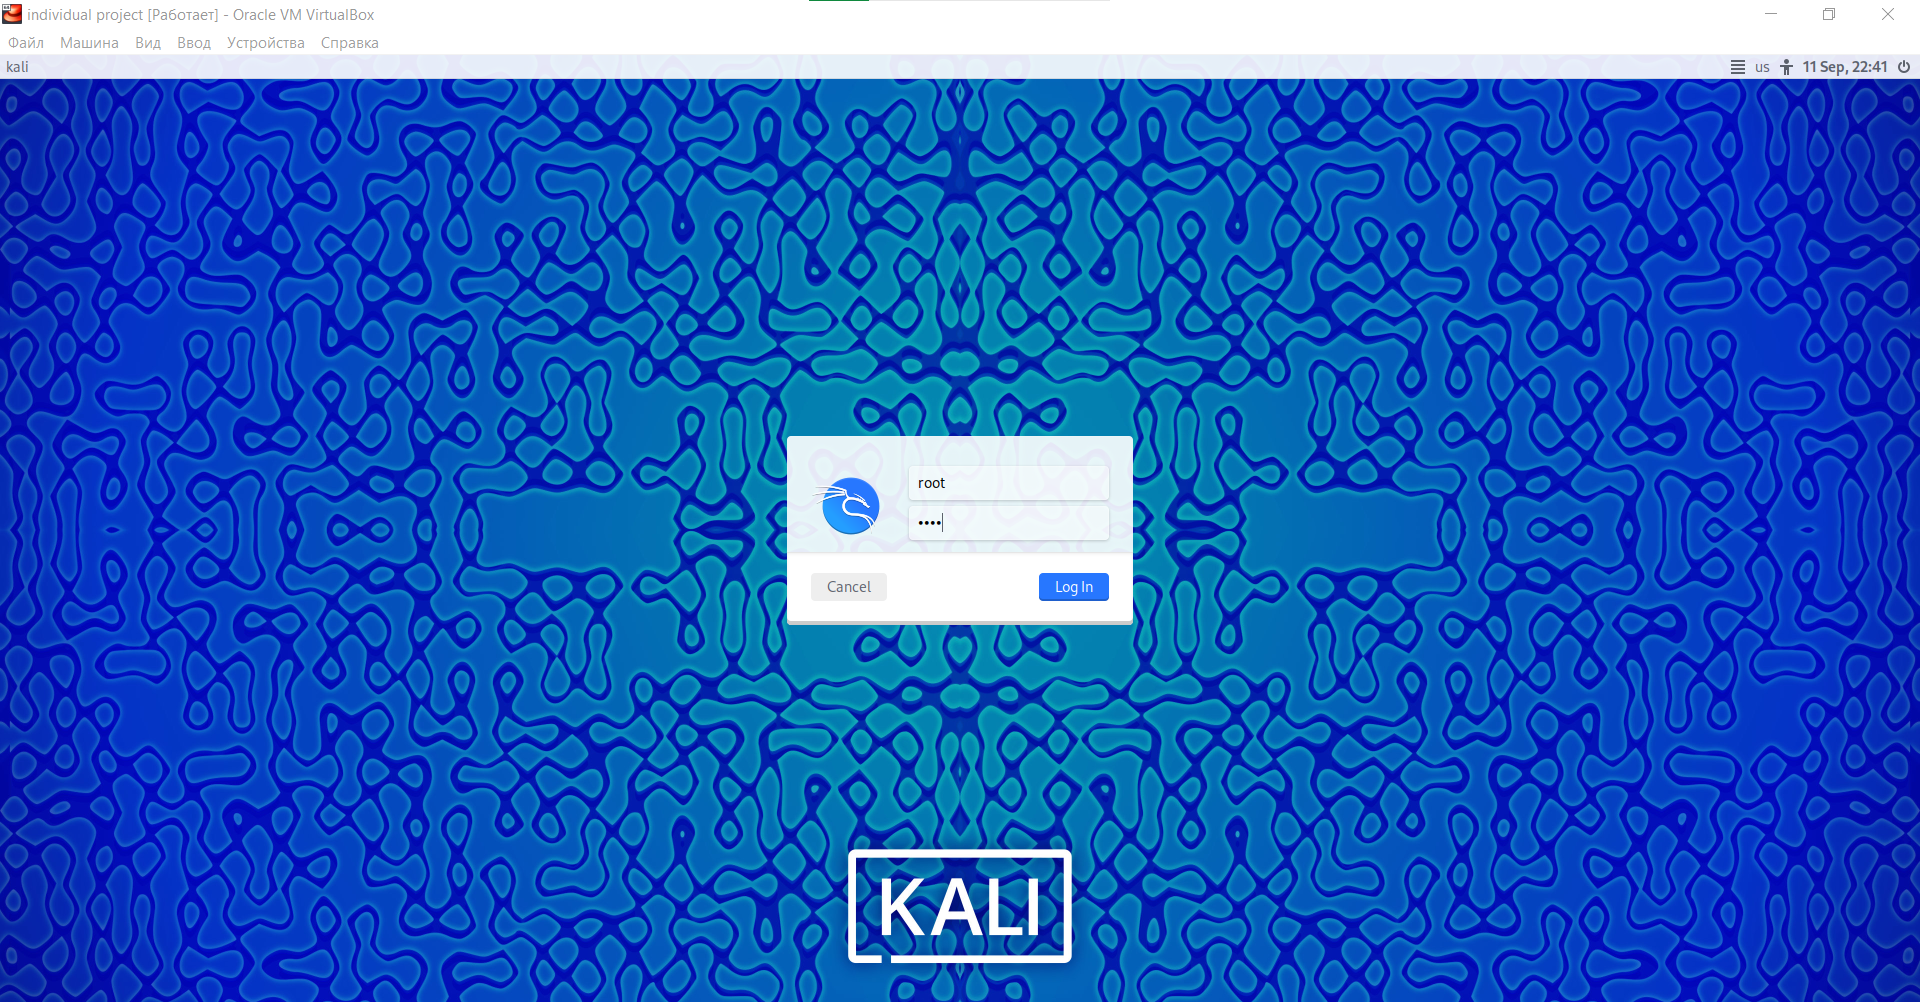 individual project [Работает] - Oracle VM VirtualBox
Файл Машина Вид Ввод Устройства Справка
kali us 11 Sep, 22:41
root
••••
Cancel Log In
KALI